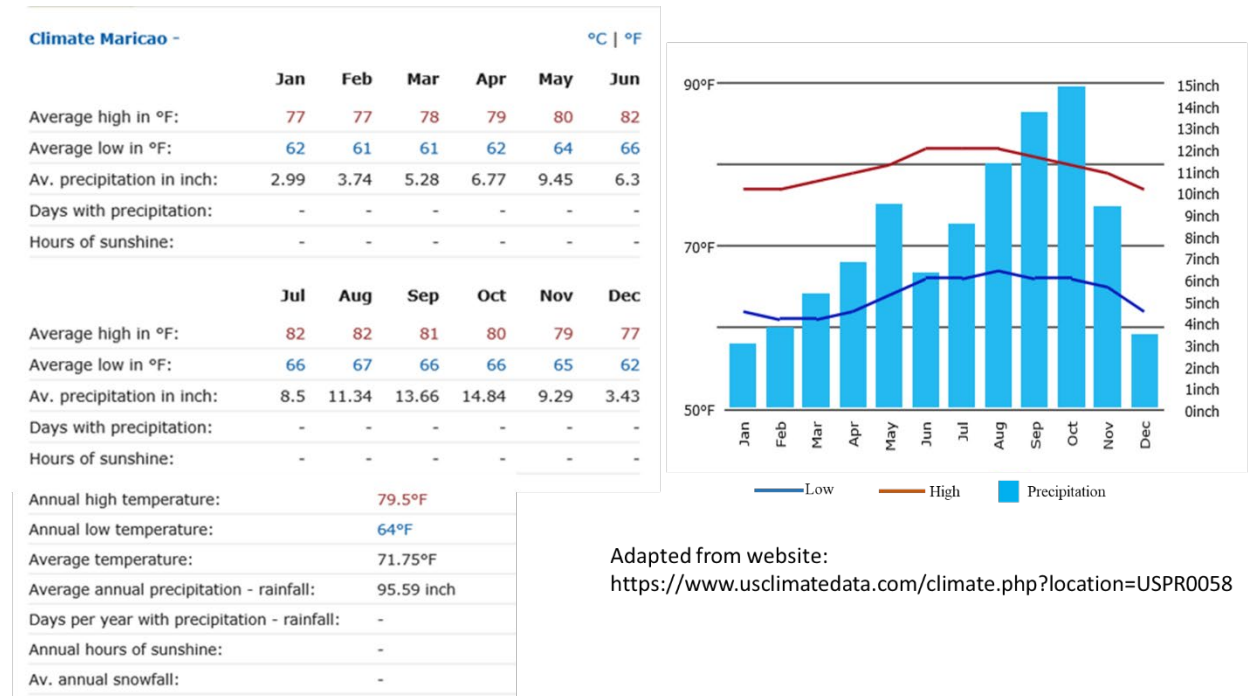 Climate Maricao -
°C | °F
Jan Feb Mar Apr May Jun
Average high in °F: 77 77 78 79 80 82
Average low in °F: 62 61 61 62 64 66
Av. precipitation in inch: 2.99 3.74 5.28 6.77 9.45 6.3
Days with precipitation: - - - - - -
Hours of sunshine: - - - - - -
Jul Aug Sep Oct Nov Dec
Average high in °F: 82 82 81 80 79 77
Average low in °F: 66 67 66 66 65 62
Av. precipitation in inch: 8.5 11.34 13.66 14.84 9.29 3.43
Days with precipitation: - - - - - -
Hours of sunshine: - - - - - -
Annual high temperature: 79.5°F
Annual low temperature: 64°F
Average temperature: 71.75°F
Average annual precipitation - rainfall: 95.59 inch
Days per year with precipitation - rainfall: -
Annual hours of sunshine: -
Av. annual snowfall: -
90°F
70°F
50°F
15inch
14inch
13inch
12inch
11inch
10inch
9inch
8inch
7inch
6inch
5inch
4inch
3inch
2inch
1inch
0inch
Jan Feb Mar Apr May Jun Jul Aug Sep Oct Nov Dec
Low High Precipitation
Adapted from website:
https://www.usclimatedata.com/climate.php?location=USPR0058